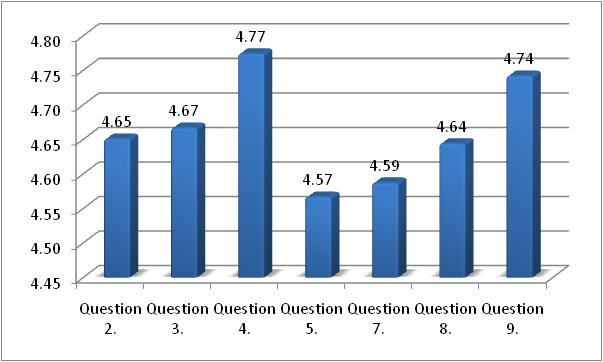 4.80
4.75
4.70
4.65
4.60
4.55
4.50
4.45
4.65
4.67
4.77
4.57
4.59
4.64
4.74
Question 2.
Question 3.
Question 4.
Question 5.
Question 7.
Question 8.
Question 9.